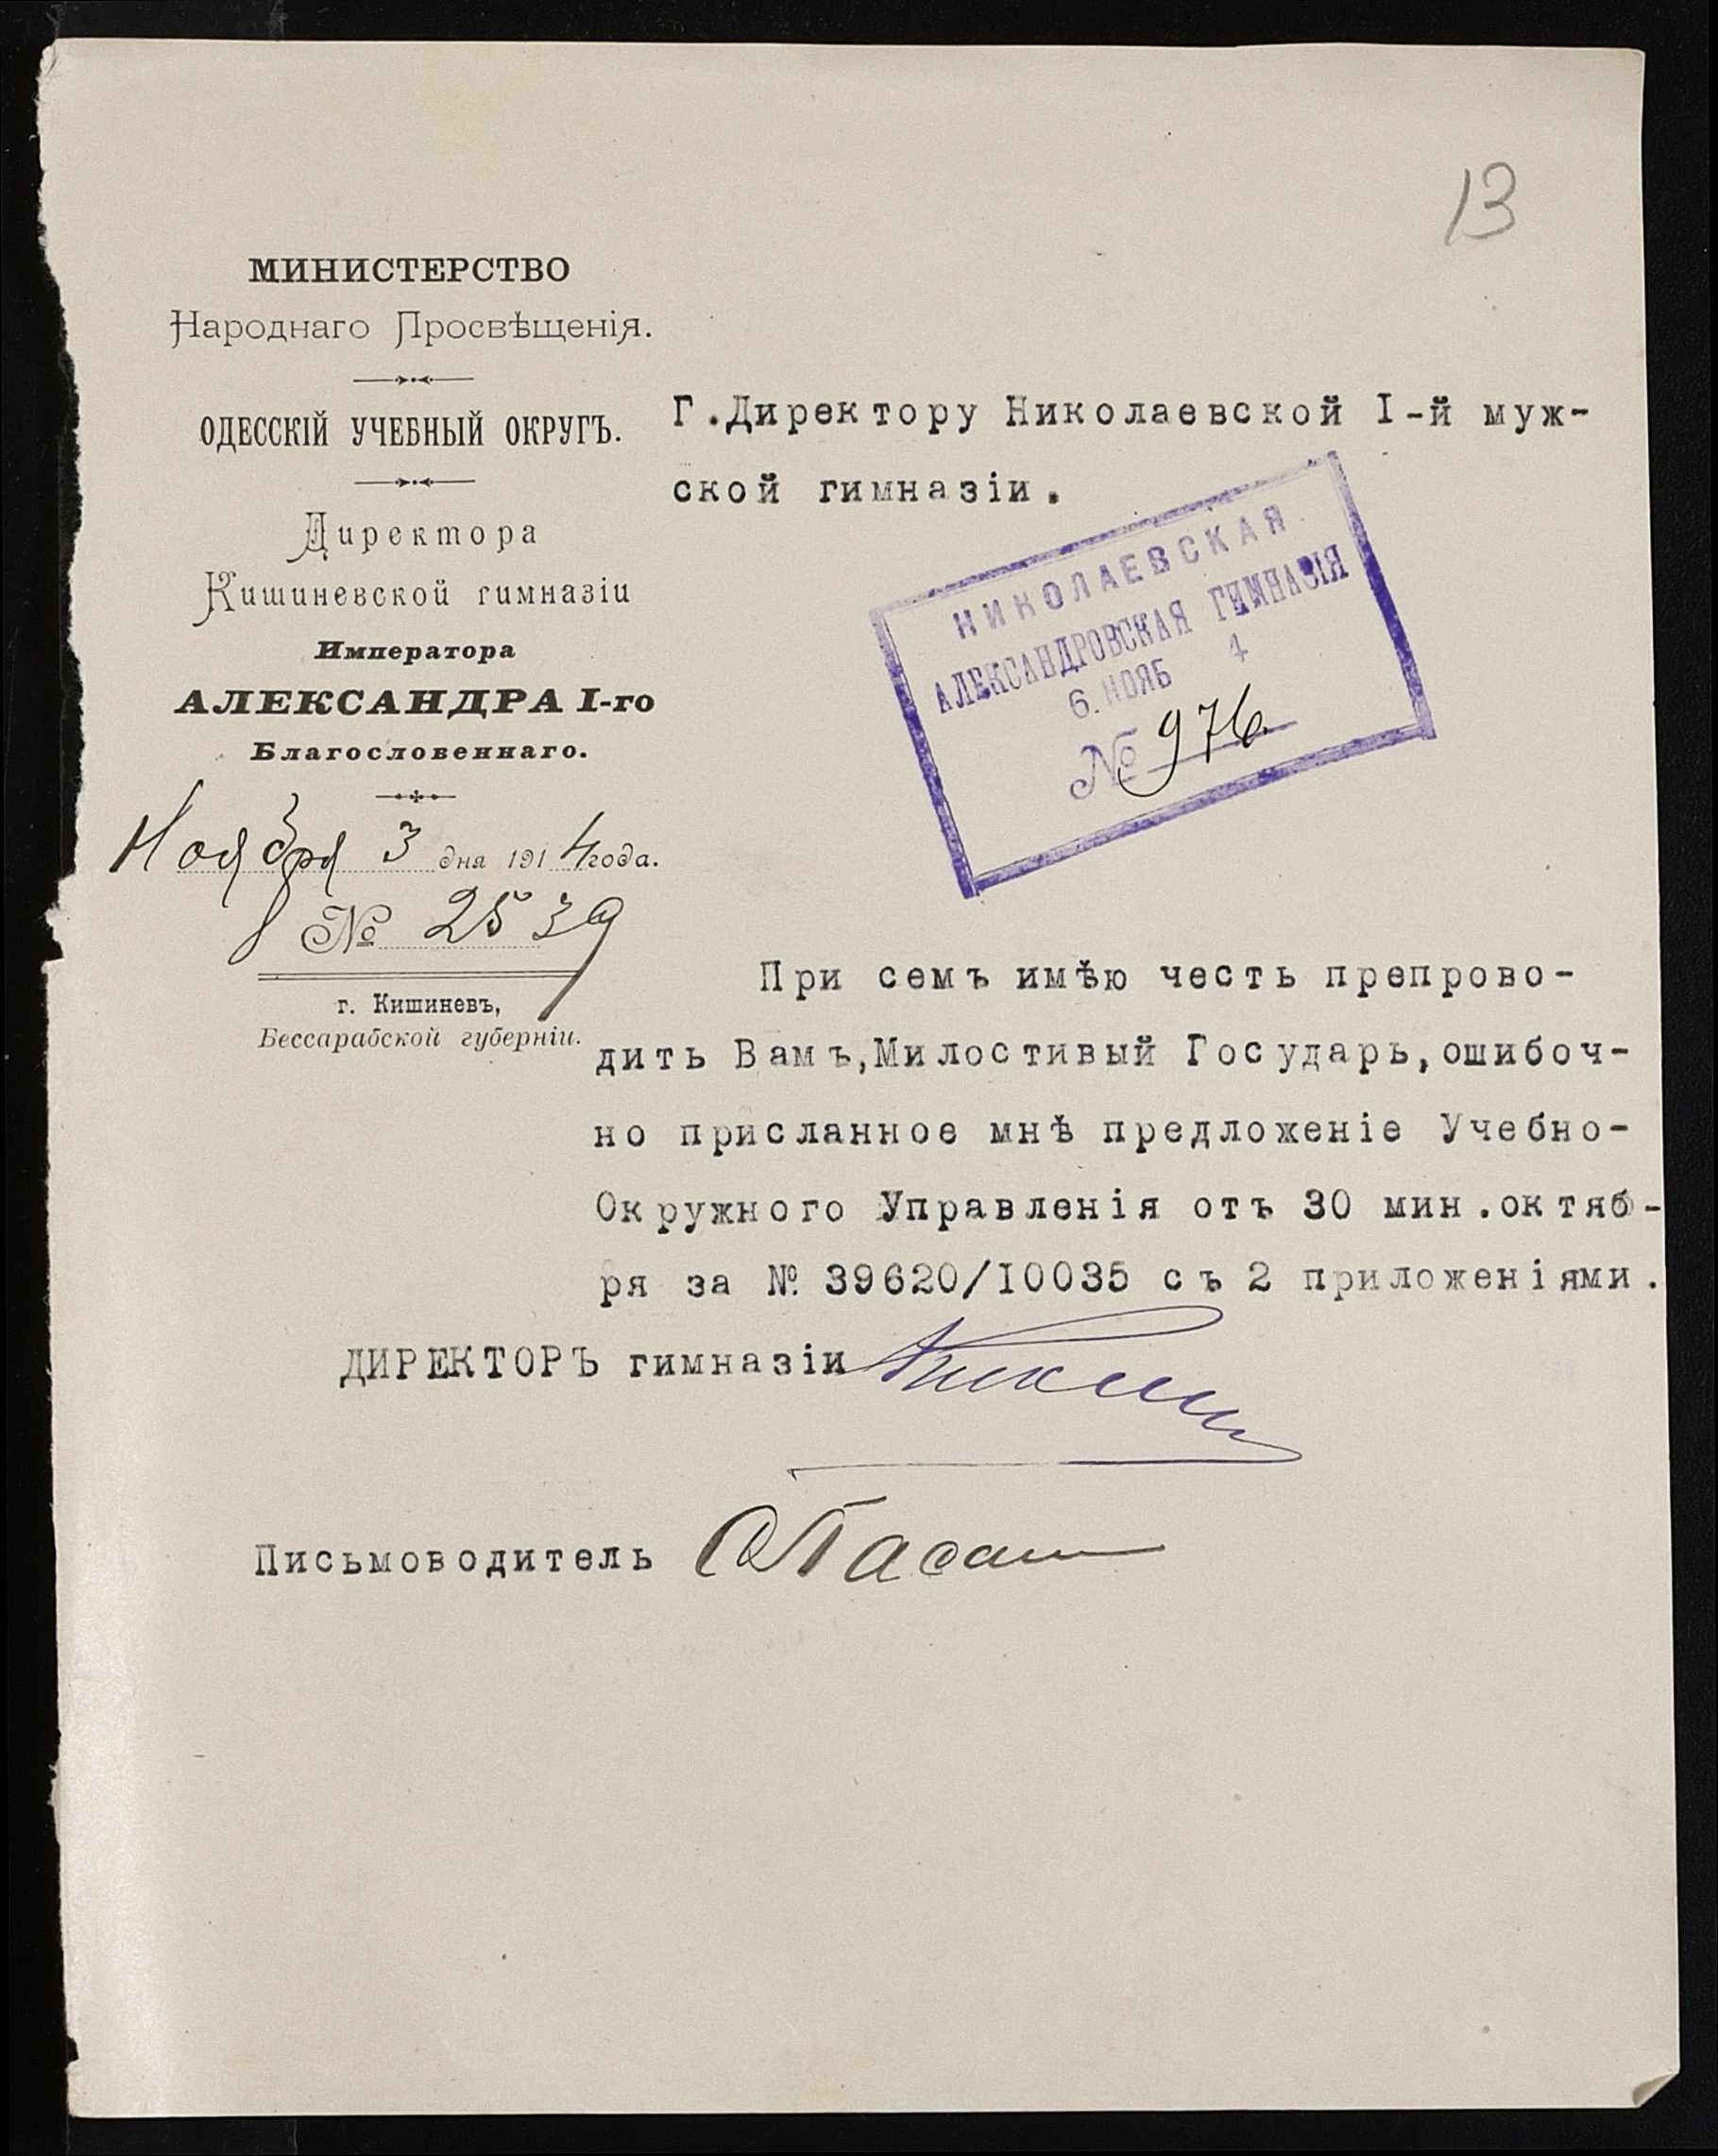 13
МИНИСТЕРСТВО
Народнаго Просвѣщенія.
ОДЕССКІЙ УЧЕБНЫЙ ОКРУГЪ.
Директора
Кишиневской гимназіи
Императора
АЛЕКСАНДРА I-го
Благословеннаго.
Ноября 3 дня 1914 года.
№ 2539
г. Кишиневъ,
Бессарабской губерніи.
Г.Директору Николаевской I-й муж-
ской гимназіи.
НИКОЛАЕВСКАЯ
АЛЕКСАНДРОВСКАЯ ГИМНАЗІЯ
6. НОЯБ 4
№ 976
При семъ имѣю честь препрово-
дить Вамъ,Милостивый Государь,ошибоч-
но присланное мнѣ предложеніе Учебно-
Окружного Управленія отъ 30 мин.октяб-
ря за № 39620/I0035 съ 2 приложеніями.
ДИРЕКТОРЪ гимназіи
Письмоводитель